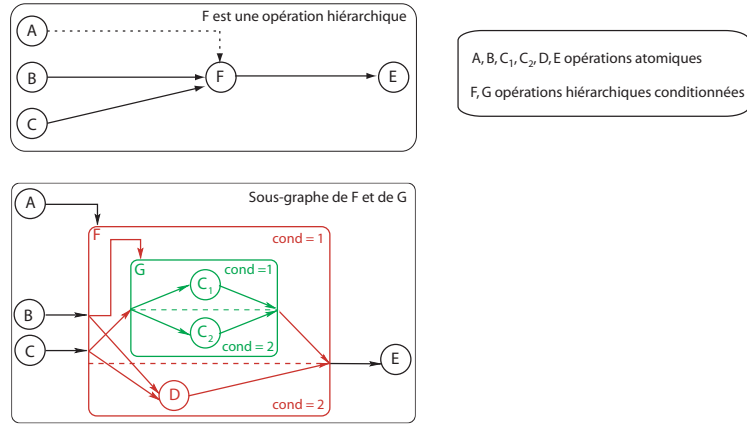 F est une opération hiérarchique
A
B
F
E
C
A, B, C₁, C₂, D, E opérations atomiques
F, G opérations hiérarchiques conditionnées
Sous-graphe de F et de G
A
F
cond = 1
G
cond =1
C₁
B
C₂
C
cond = 2
E
D
cond = 2